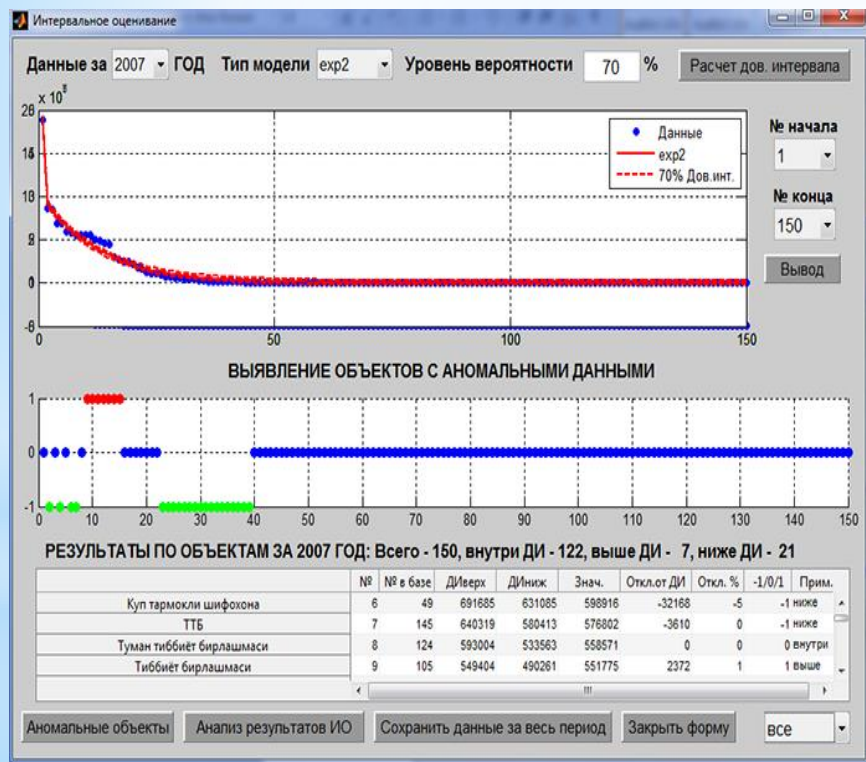 Интервальное оценивание
Данные за 2007 ГОД Тип модели exp2 Уровень вероятности 70 % Расчет дов. интервала
Данные
exp2
70% Дов.инт.
№ начала
1
№ конца
150
Вывод
0 50 100 150
ВЫЯВЛЕНИЕ ОБЪЕКТОВ С АНОМАЛЬНЫМИ ДАННЫМИ
1
0
-1
0 10 20 30 40 50 60 70 80 90 100 110 120 130 140 150
РЕЗУЛЬТАТЫ ПО ОБЪЕКТАМ ЗА 2007 ГОД: Всего - 150, внутри ДИ - 122, выше ДИ - 7, ниже ДИ - 21
№ № в базе ДИверх ДИниж Знач. Откл.от ДИ Откл. % -1/0/1 Прим.
Куп тармокли шифохона 6 49 691685 631085 598916 -32168 -5 -1 ниже
ТТБ 7 145 640319 580413 576802 -3610 0 -1 ниже
Туман тиббиёт бирлашмаси 8 124 593004 533563 558571 0 0 0 внутри
Тиббиёт бирлашмаси 9 105 549404 490261 551775 2372 1 1 выше
Аномальные объекты Анализ результатов ИО Сохранить данные за весь период Закрыть форму все